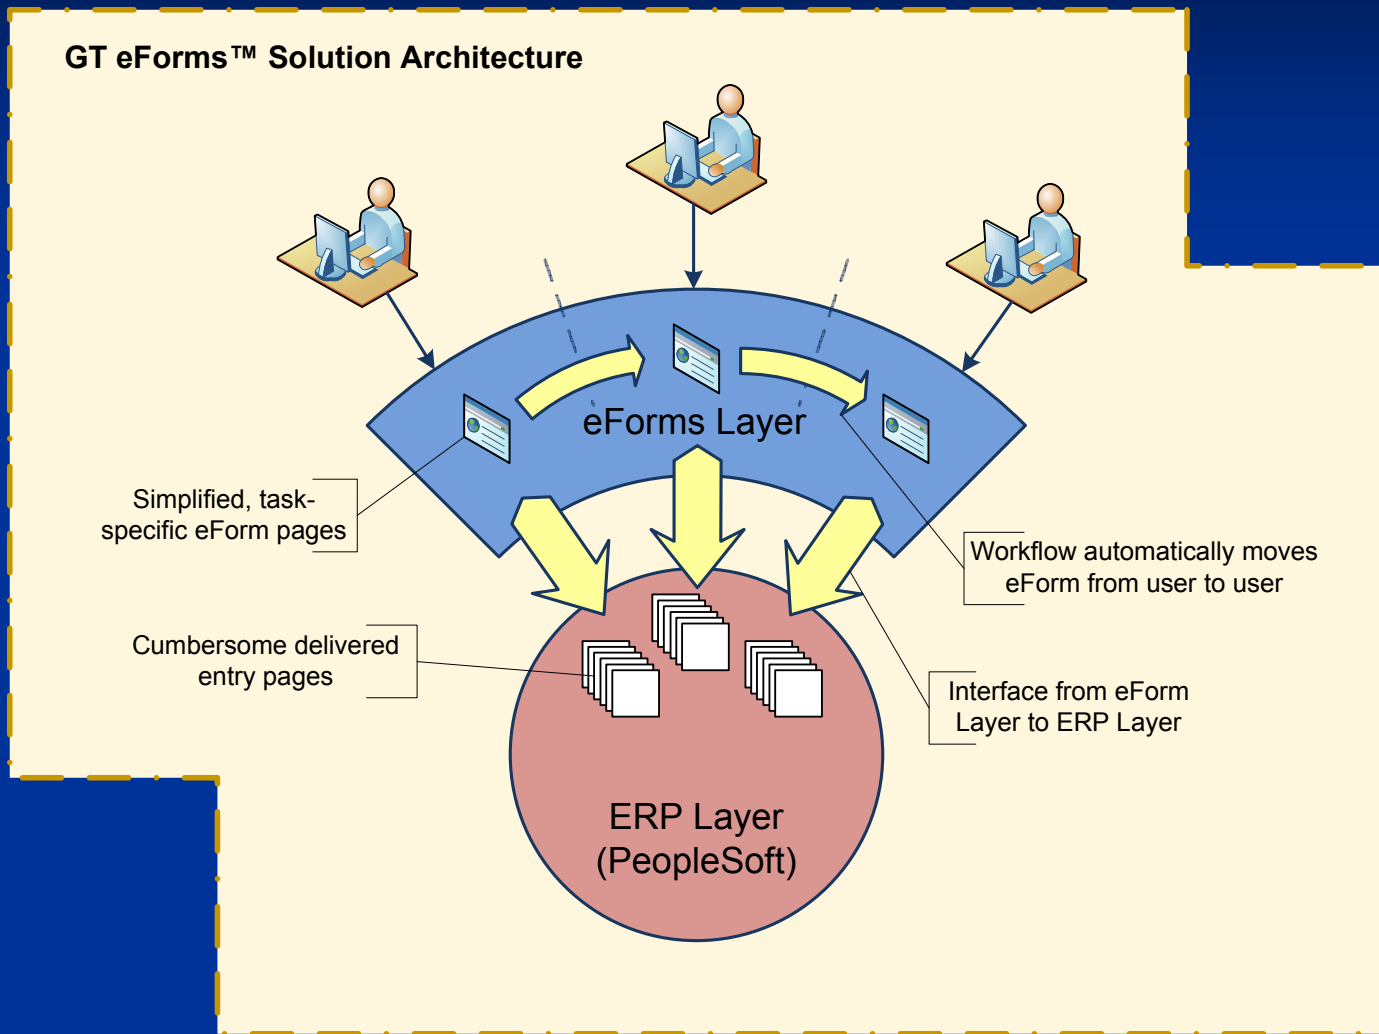 GT eForms™ Solution Architecture
eForms Layer
Simplified, task-
specific eForm pages
Workflow automatically moves
eForm from user to user
Cumbersome delivered
entry pages
Interface from eForm
Layer to ERP Layer
ERP Layer
(PeopleSoft)